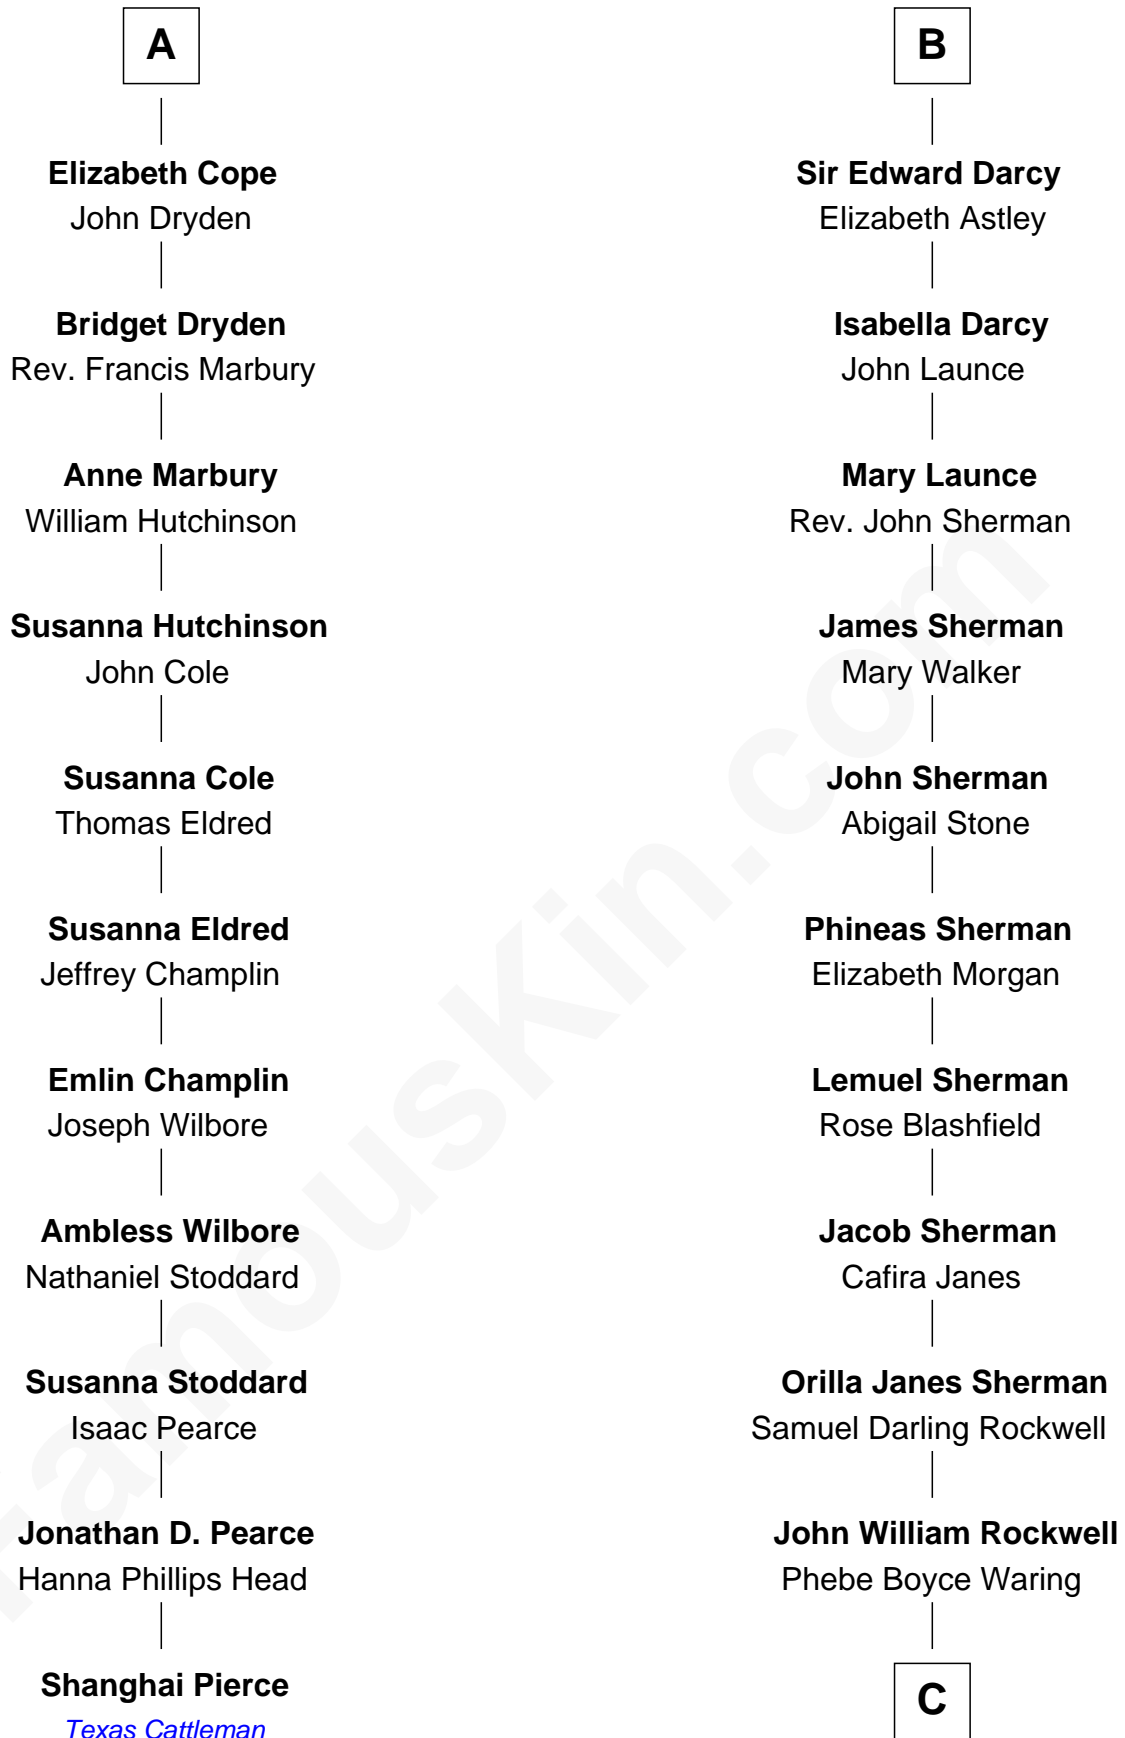 A
Elizabeth Cope
John Dryden
Bridget Dryden
Rev. Francis Marbury
Anne Marbury
William Hutchinson
Susanna Hutchinson
John Cole
Susanna Cole
Thomas Eldred
Susanna Eldred
Jeffrey Champlin
Emlin Champlin
Joseph Wilbore
Ambless Wilbore
Nathaniel Stoddard
Susanna Stoddard
Isaac Pearce
Jonathan D. Pearce
Hanna Phillips Head
Shanghai Pierce
Texas Cattleman
B
Sir Edward Darcy
Elizabeth Astley
Isabella Darcy
John Launce
Mary Launce
Rev. John Sherman
James Sherman
Mary Walker
John Sherman
Abigail Stone
Phineas Sherman
Elizabeth Morgan
Lemuel Sherman
Rose Blashfield
Jacob Sherman
Cafira Janes
Orilla Janes Sherman
Samuel Darling Rockwell
John William Rockwell
Phebe Boyce Waring
C
FamousKin.com